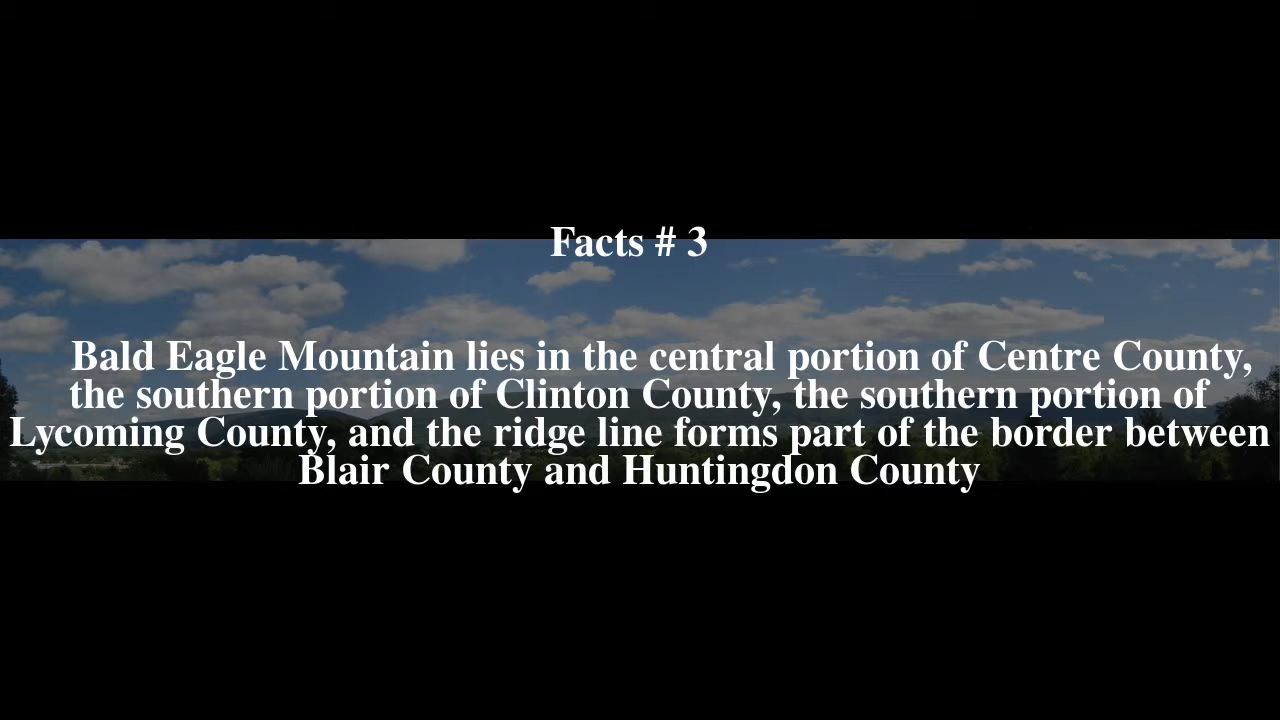 Facts # 3
Bald Eagle Mountain lies in the central portion of Centre County,
the southern portion of Clinton County, the southern portion of
Lycoming County, and the ridge line forms part of the border between
Blair County and Huntingdon County